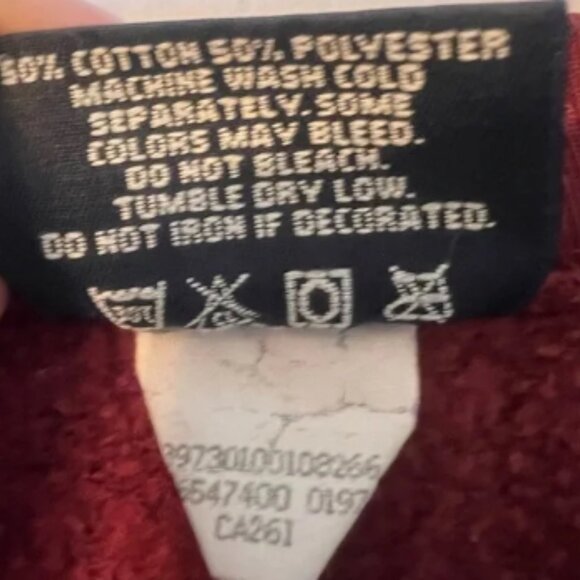 50% COTTON 50% POLYESTER
MACHINE WASH COLD
SEPARATELY. SOME
COLORS MAY BLEED.
DO NOT BLEACH.
TUMBLE DRY LOW.
DO NOT IRON IF DECORATED.
39730100108266
6547400 0197
CA261